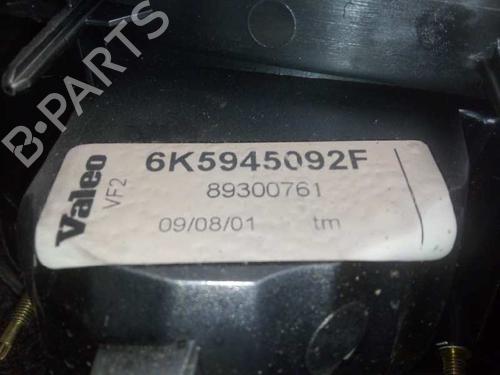 B-PARTS
Valeo
VF2
6K5945092F
89300761
09/08/01 tm